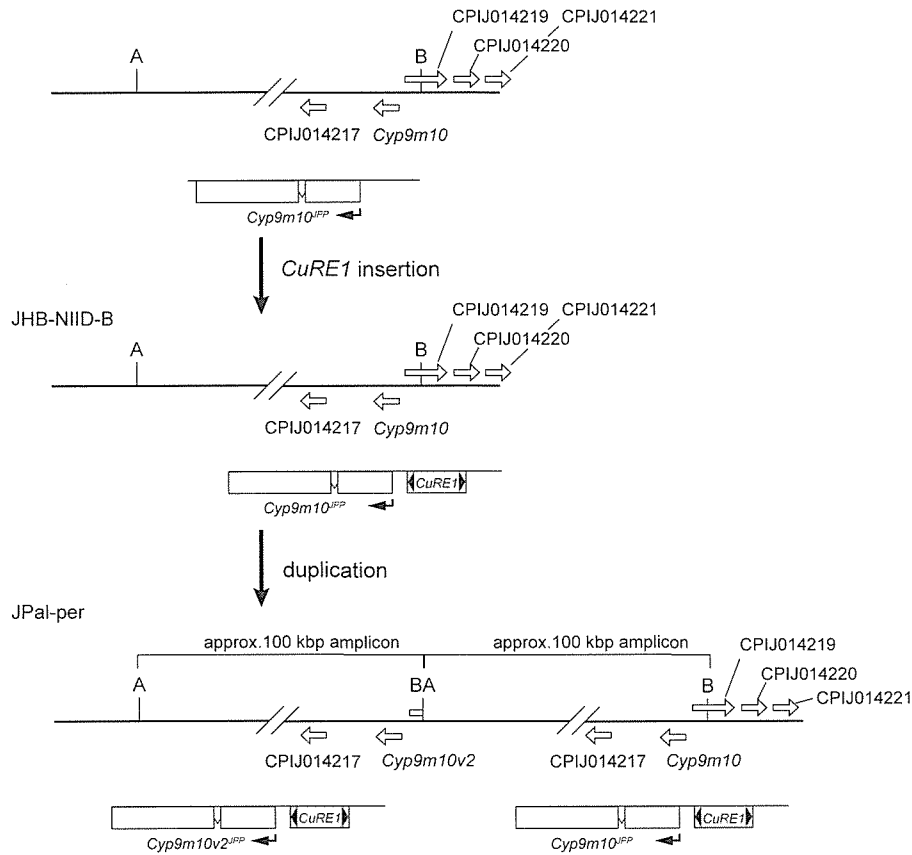 CPIJ014219 CPIJ014221
A B CPIJ014220
CPIJ014217 Cyp9m10
Cyp9m10JPP
CuRE1 insertion
JHB-NIID-B
CPIJ014219 CPIJ014221
A B CPIJ014220
CPIJ014217 Cyp9m10
CuRE1
Cyp9m10JPP
duplication
JPal-per
approx.100 kbp amplicon approx.100 kbp amplicon
CPIJ014219
A BA B CPIJ014220
CPIJ014221
CPIJ014217 Cyp9m10v2 CPIJ014217 Cyp9m10
CuRE1 CuRE1
Cyp9m10v2JPP Cyp9m10JPP